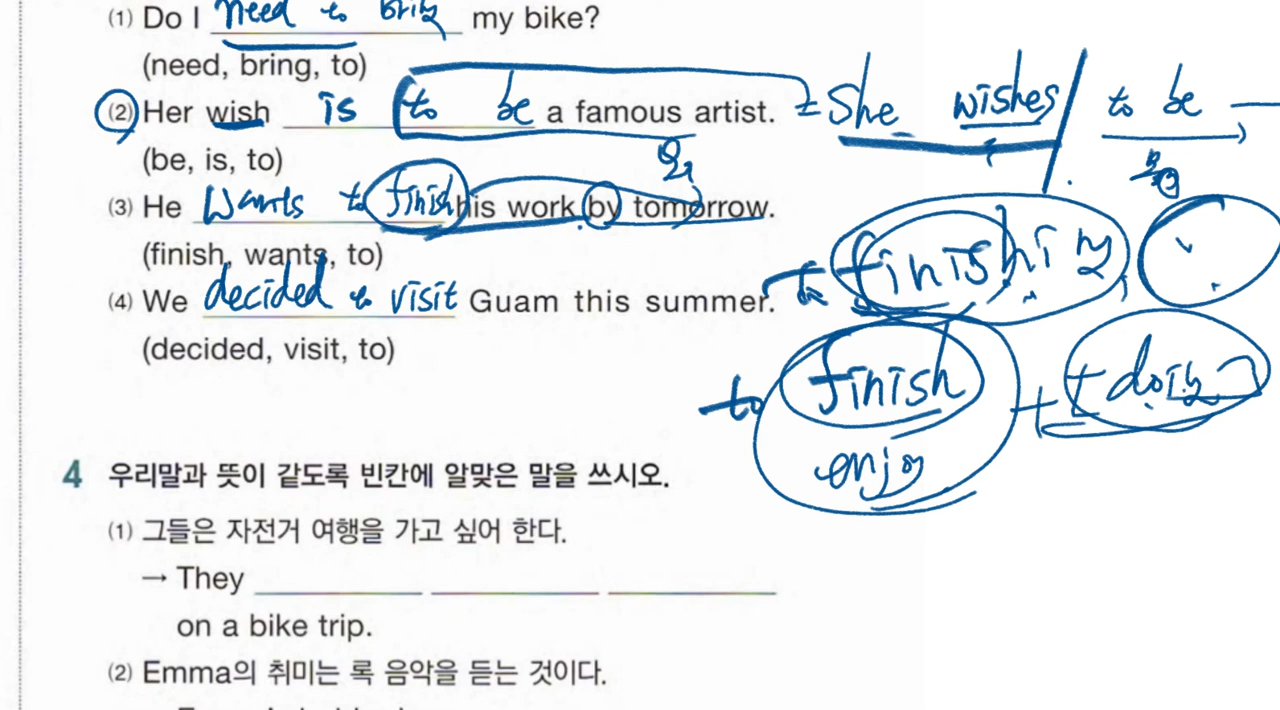 (1) Do I need to bring my bike?
(need, bring, to)
(2) Her wish is to be a famous artist. = She wishes / to be
(be, is, to)
(3) He wants to finish his work by tomorrow.
(finish, wants, to)
finishing
(4) We decided to visit Guam this summer.
(decided, visit, to)
to finish + doing
enjoy
4 우리말과 뜻이 같도록 빈칸에 알맞은 말을 쓰시오.
(1) 그들은 자전거 여행을 가고 싶어 한다.
→ They
on a bike trip.
(2) Emma의 취미는 록 음악을 듣는 것이다.